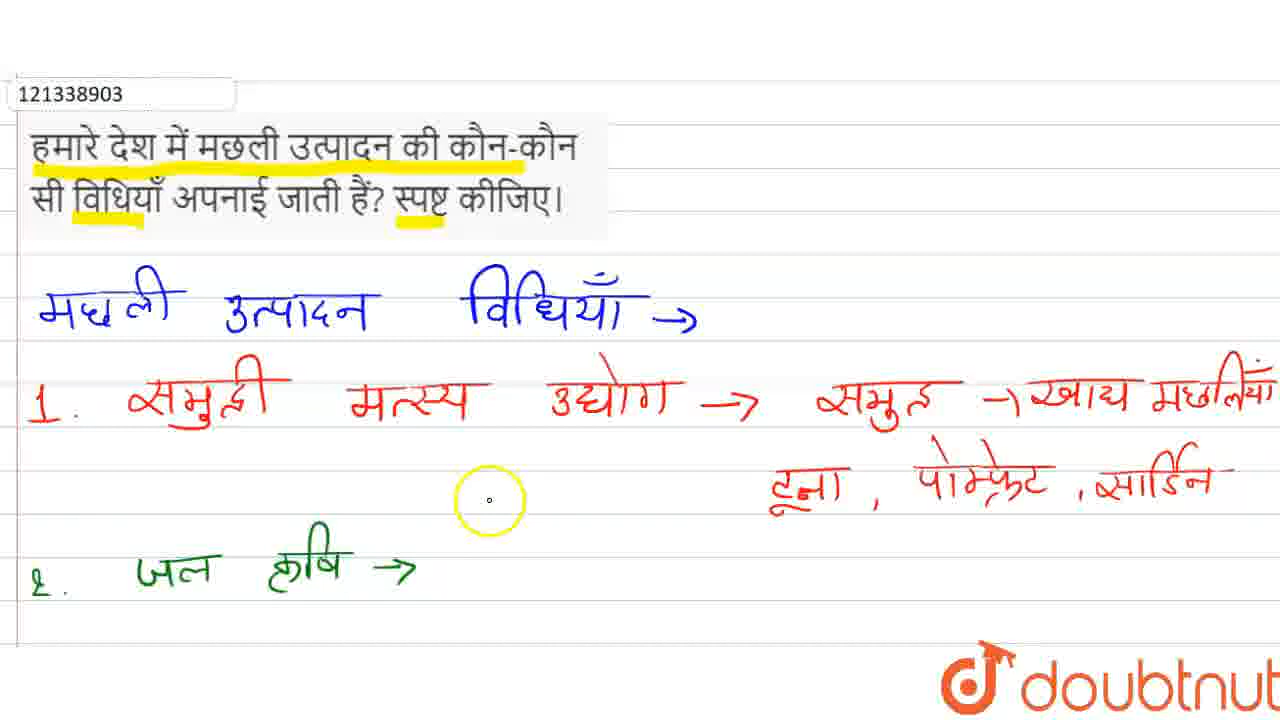 121338903
हमारे देश में मछली उत्पादन की कौन-कौन
सी विधियाँ अपनाई जाती हैं? स्पष्ट कीजिए।
मछली उत्पादन विधियाँ →
1. समुद्री मत्स्य उद्योग → समुद्र → खाद्य मछलियाँ
टूना, पोम्फ्रेट, सार्डिन
2. जल कृषि →
doubtnut